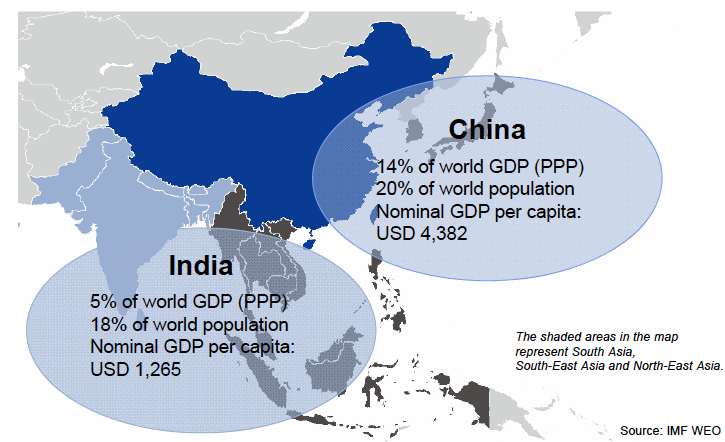 China
14% of world GDP (PPP)
20% of world population
Nominal GDP per capita:
USD 4,382
India
5% of world GDP (PPP)
18% of world population
Nominal GDP per capita:
USD 1,265
The shaded areas in the map
represent South Asia,
South-East Asia and North-East Asia.
Source: IMF WEO